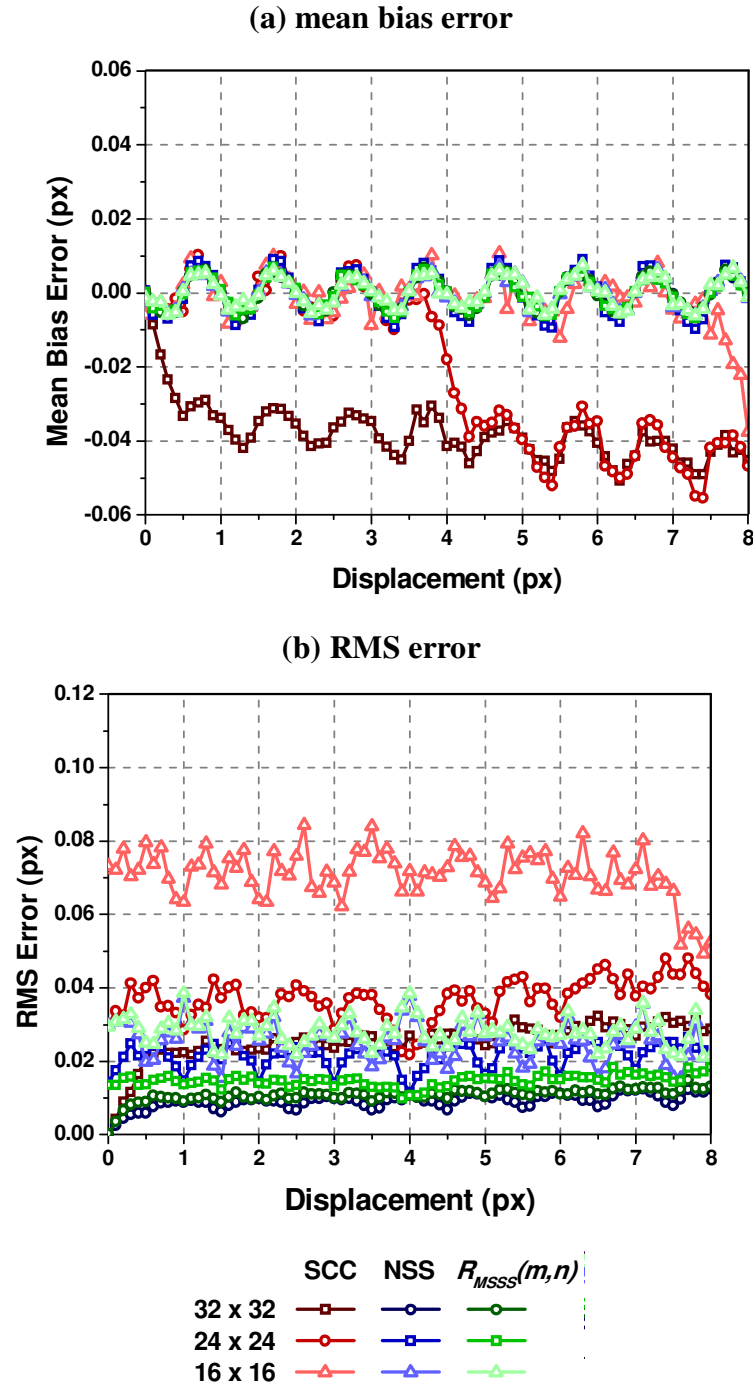 (a) mean bias error
0.06
0.04
0.02
0.00
-0.02
-0.04
-0.06
Mean Bias Error (px)
0 1 2 3 4 5 6 7 8
Displacement (px)
(b) RMS error
0.12
0.10
0.08
0.06
0.04
0.02
0.00
RMS Error (px)
0 1 2 3 4 5 6 7 8
Displacement (px)
SCC NSS R_MSSS(m,n)
32 x 32
24 x 24
16 x 16